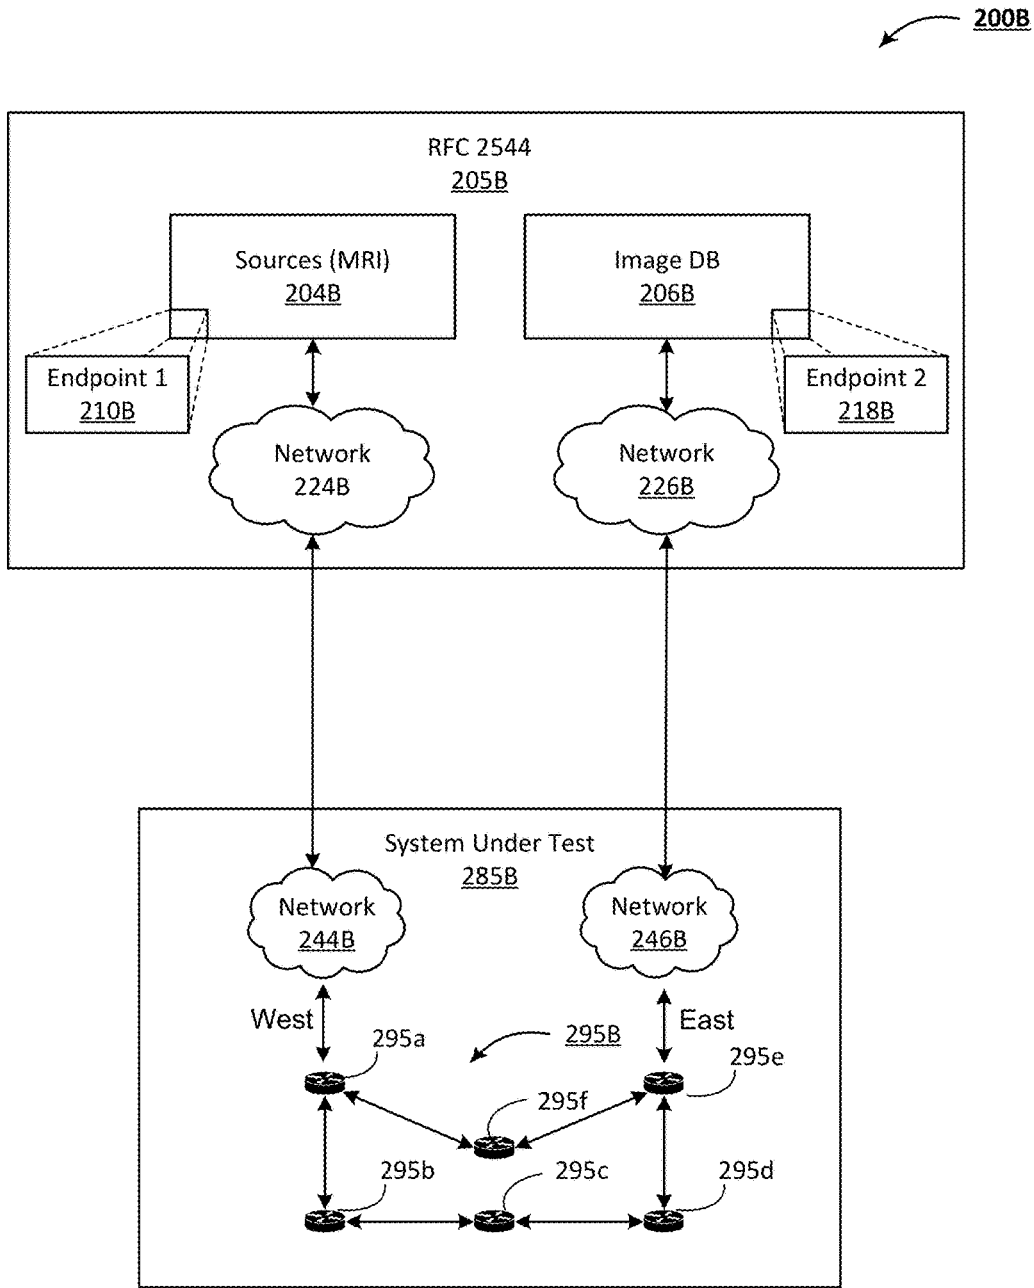 200B
RFC 2544
205B
Sources (MRI)
204B
Image DB
206B
Endpoint 1
210B
Endpoint 2
218B
Network
224B
Network
226B
System Under Test
285B
Network
244B
Network
246B
West
East
295a
295B
295e
295f
295b
295c
295d